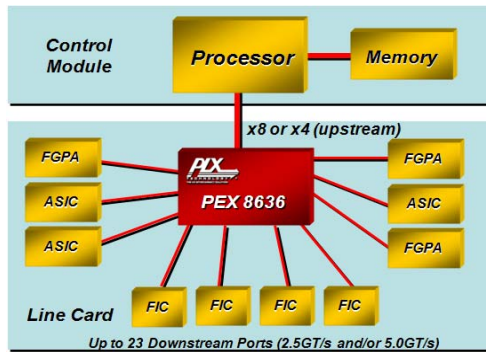 Control
Module
Processor
Memory
x8 or x4 (upstream)
FGPA
ASIC
ASIC
PLX
TECHNOLOGY
PEX 8636
FGPA
ASIC
FGPA
FIC
FIC
FIC
FIC
Line Card
Up to 23 Downstream Ports (2.5GT/s and/or 5.0GT/s)